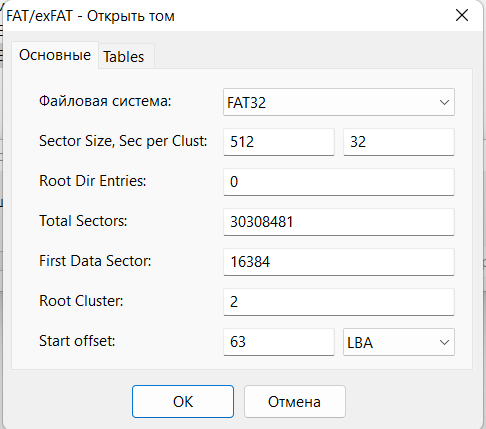 FAT/exFAT - Открыть том
Основные Tables
Файловая система: FAT32
Sector Size, Sec per Clust: 512 32
Root Dir Entries: 0
Total Sectors: 30308481
First Data Sector: 16384
Root Cluster: 2
Start offset: 63 LBA
OK Отмена